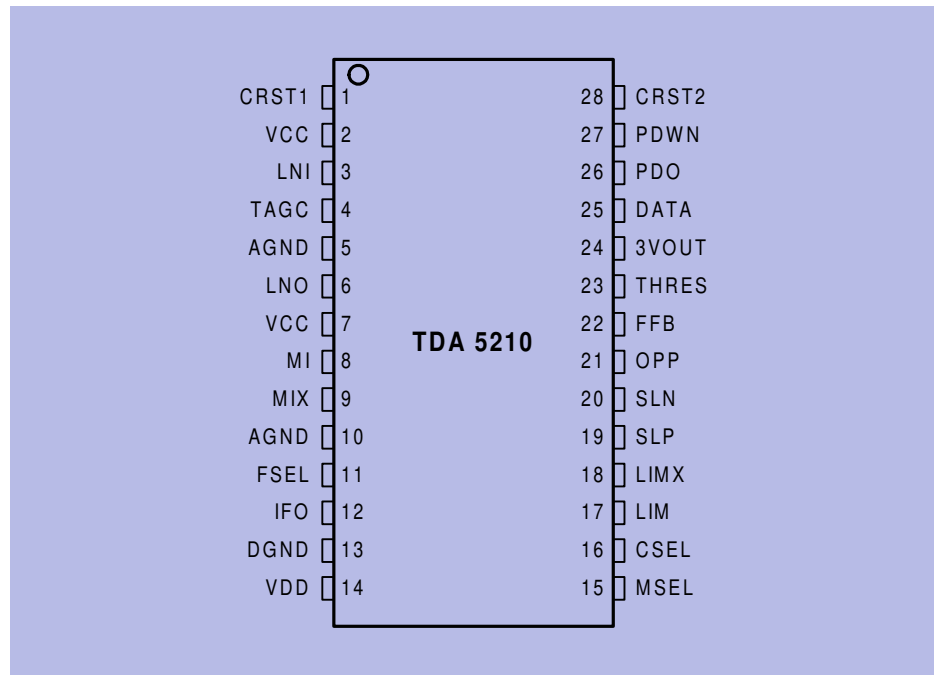 CRST1 1 28 CRST2
VCC 2 27 PDWN
LNI 3 26 PDO
TAGC 4 25 DATA
AGND 5 24 3VOUT
LNO 6 23 THRES
VCC 7 22 FFB
TDA 5210
MI 8 21 OPP
MIX 9 20 SLN
AGND 10 19 SLP
FSEL 11 18 LIMX
IFO 12 17 LIM
DGND 13 16 CSEL
VDD 14 15 MSEL